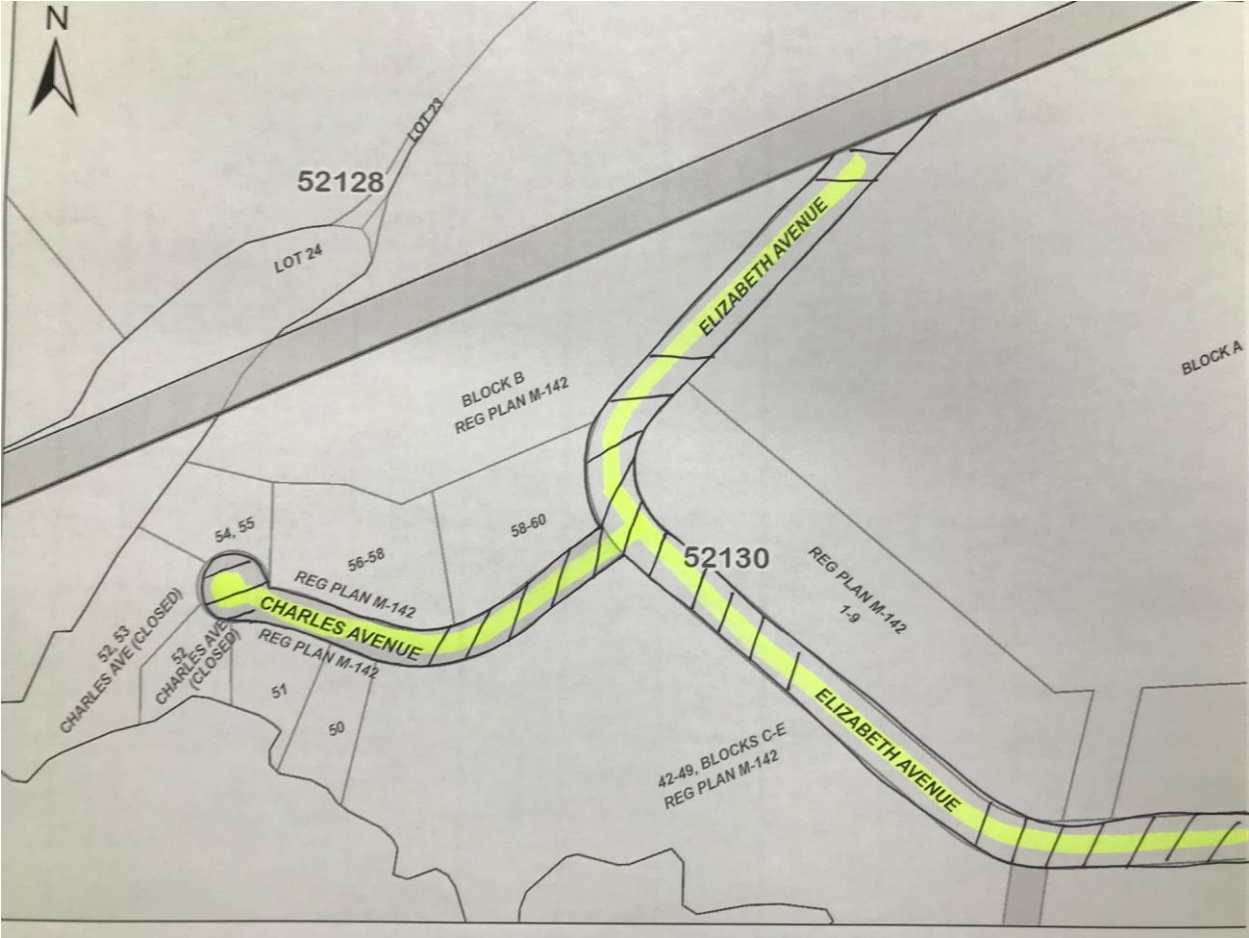 N
LOT 23
52128
LOT 24
ELIZABETH AVENUE
BLOCK A
BLOCK B
REG PLAN M-142
58-60
54, 55
56-58
52130
REG PLAN M-142
1-9
REG PLAN M-142
CHARLES AVENUE
REG PLAN M-142
52, 53
CHARLES AVE (CLOSED)
52
CHARLES AVE
(CLOSED)
51
50
ELIZABETH AVENUE
42-49, BLOCKS C-E
REG PLAN M-142